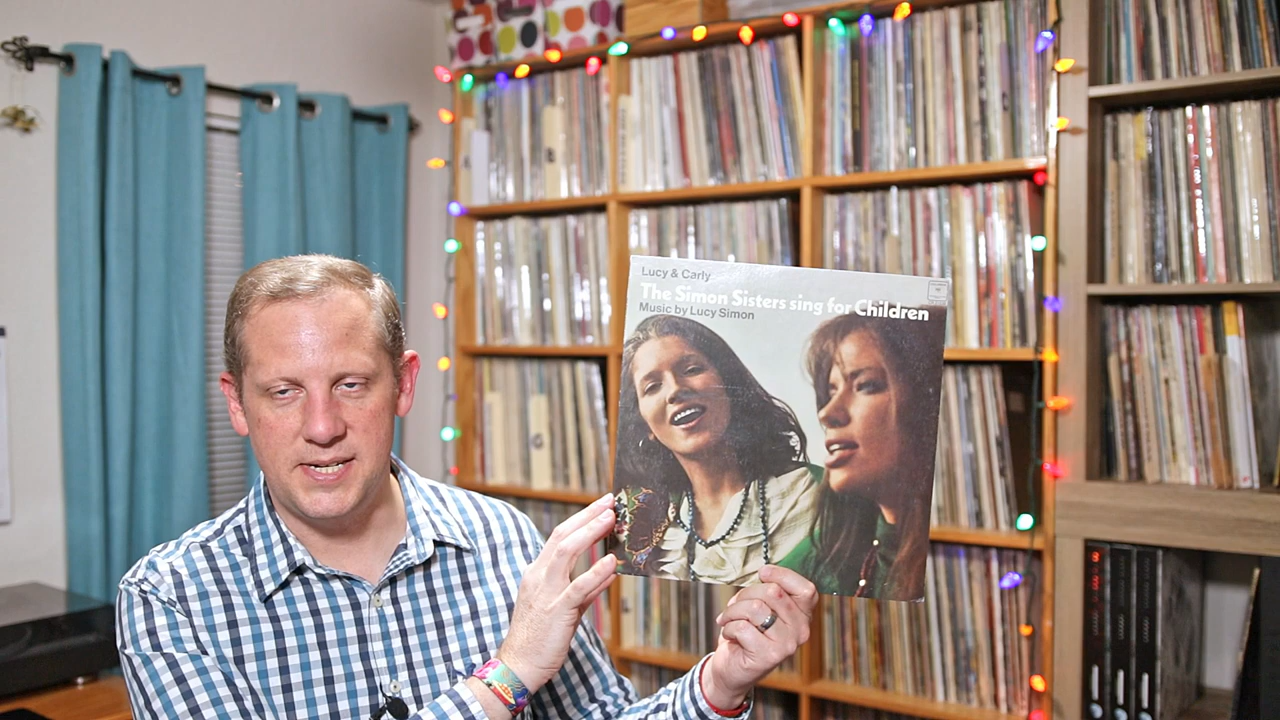 Lucy & Carly
The Simon Sisters sing for Children
Music by Lucy Simon